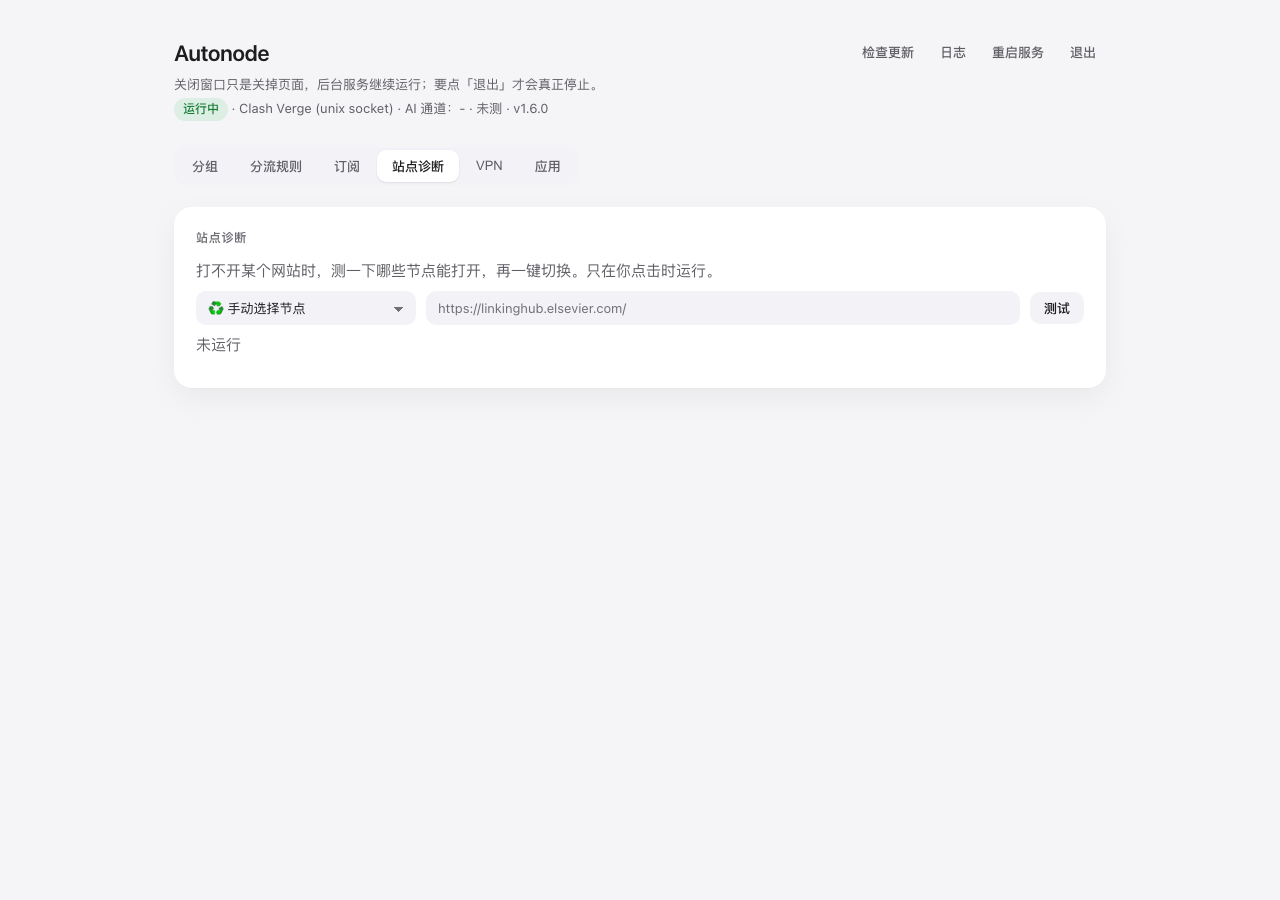 Autonode
检查更新 日志 重启服务 退出
关闭窗口只是关掉页面，后台服务继续运行；要点「退出」才会真正停止。
运行中 · Clash Verge (unix socket) · AI 通道：- · 未测 · v1.6.0
分组 分流规则 订阅 站点诊断 VPN 应用
站点诊断
打不开某个网站时，测一下哪些节点能打开，再一键切换。只在你点击时运行。
♻️ 手动选择节点 https://linkinghub.elsevier.com/ 测试
未运行